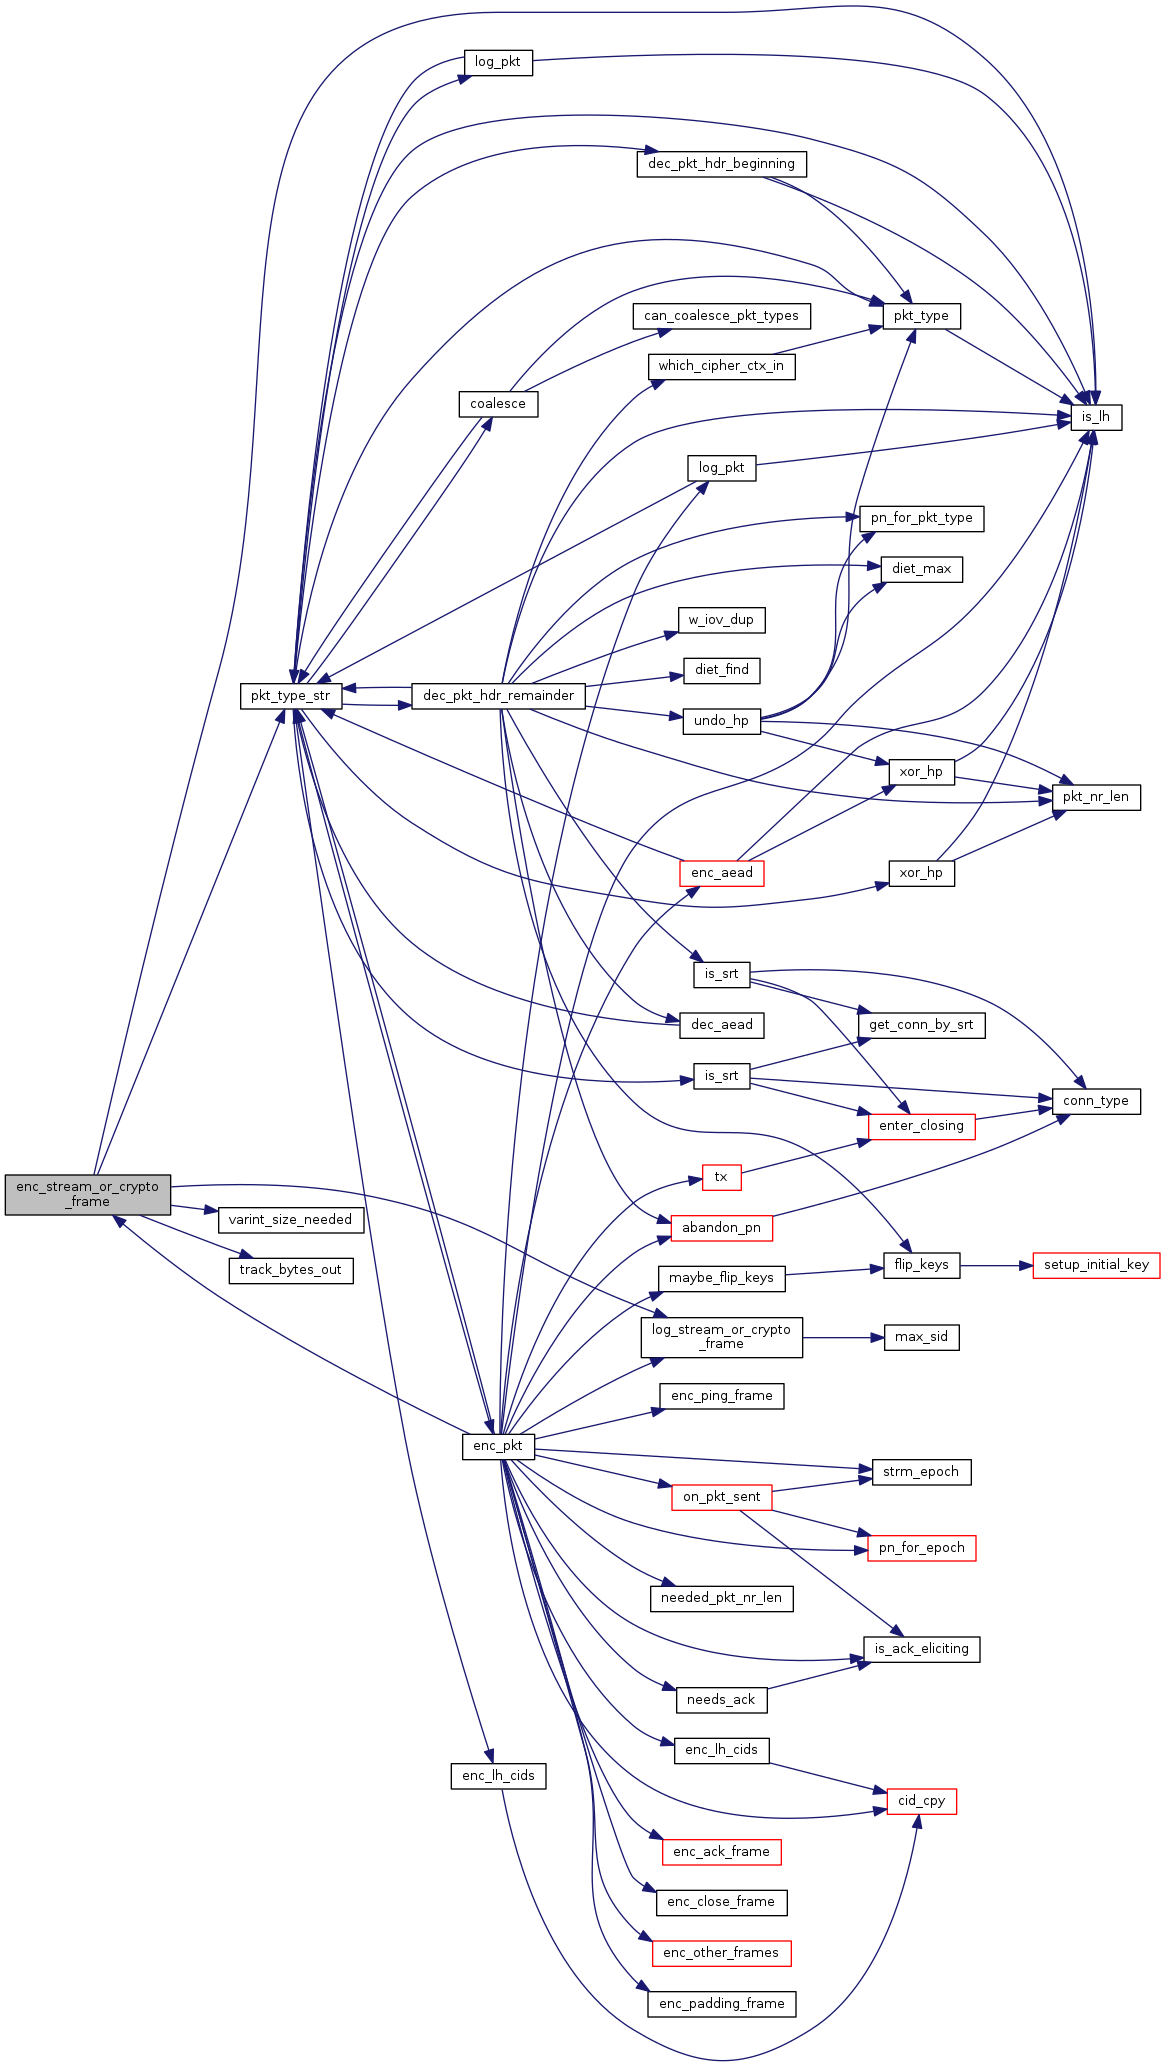 log_pkt
dec_pkt_hdr_beginning
pkt_type
can_coalesce_pkt_types
which_cipher_ctx_in
coalesce
is_lh
log_pkt
pn_for_pkt_type
diet_max
w_iov_dup
diet_find
pkt_type_str
dec_pkt_hdr_remainder
undo_hp
xor_hp
pkt_nr_len
enc_aead
xor_hp
is_srt
dec_aead
get_conn_by_srt
is_srt
conn_type
enter_closing
tx
enc_stream_or_crypto
_frame
varint_size_needed
abandon_pn
track_bytes_out
flip_keys
setup_initial_key
maybe_flip_keys
log_stream_or_crypto
_frame
max_sid
enc_ping_frame
enc_pkt
strm_epoch
on_pkt_sent
pn_for_epoch
needed_pkt_nr_len
is_ack_eliciting
needs_ack
enc_lh_cids
enc_lh_cids
cid_cpy
enc_ack_frame
enc_close_frame
enc_other_frames
enc_padding_frame